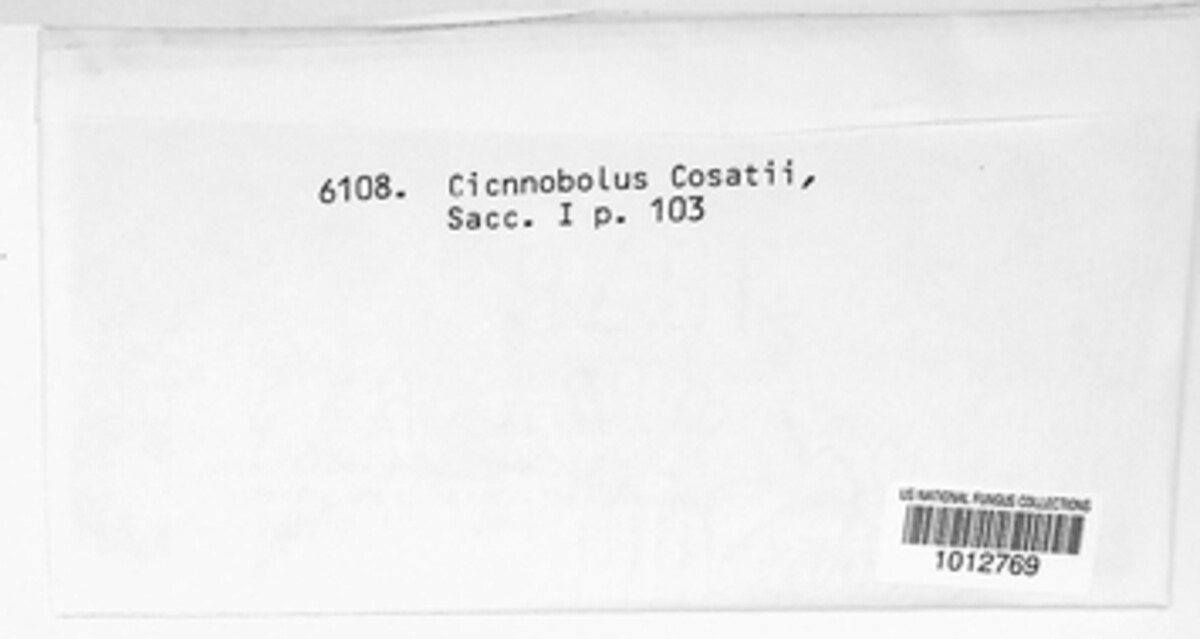 6108. Cicnnobolus Cosatii,
Sacc. I p. 103
US NATIONAL FUNGUS COLLECTIONS
1012769